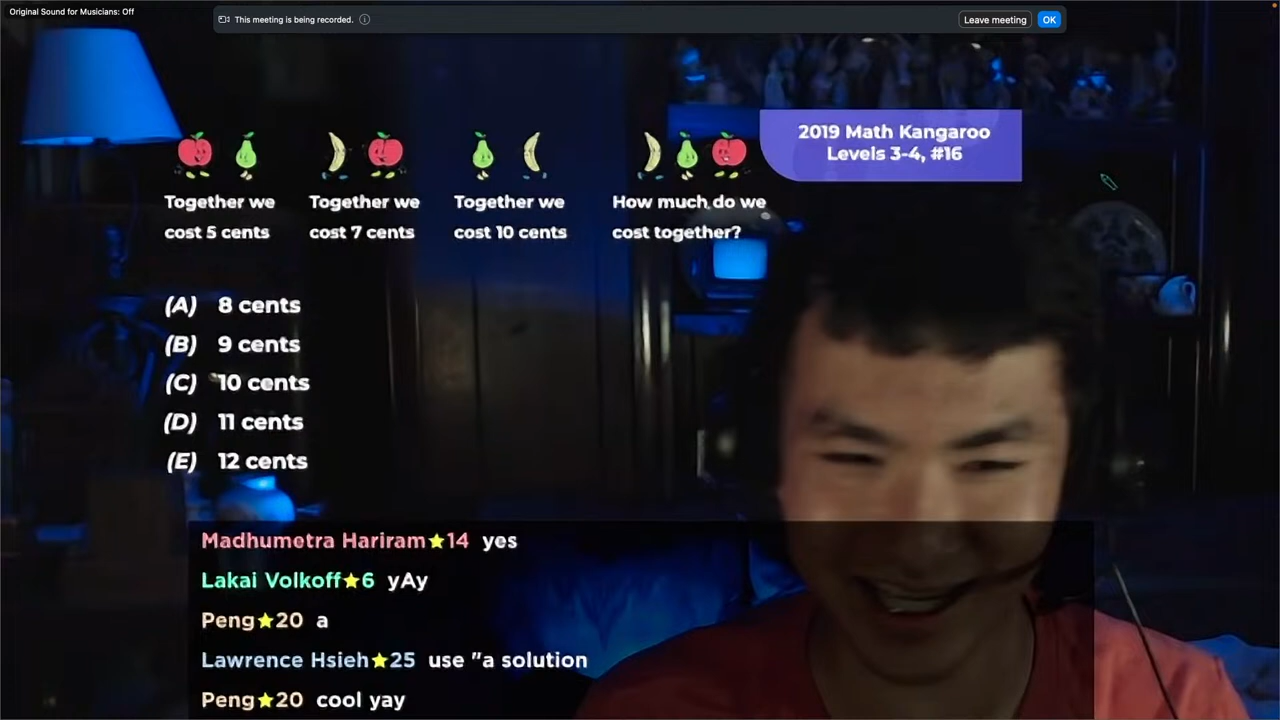 Original Sound for Musicians: Off
This meeting is being recorded.
Leave meeting
OK
2019 Math Kangaroo
Levels 3-4, #16
Together we
cost 5 cents
Together we
cost 7 cents
Together we
cost 10 cents
How much do we
cost together?
(A) 8 cents
(B) 9 cents
(C) 10 cents
(D) 11 cents
(E) 12 cents
Madhumetra Hariram⭐14 yes
Lakai Volkoff⭐6 yAy
Peng⭐20 a
Lawrence Hsieh⭐25 use "a solution
Peng⭐20 cool yay